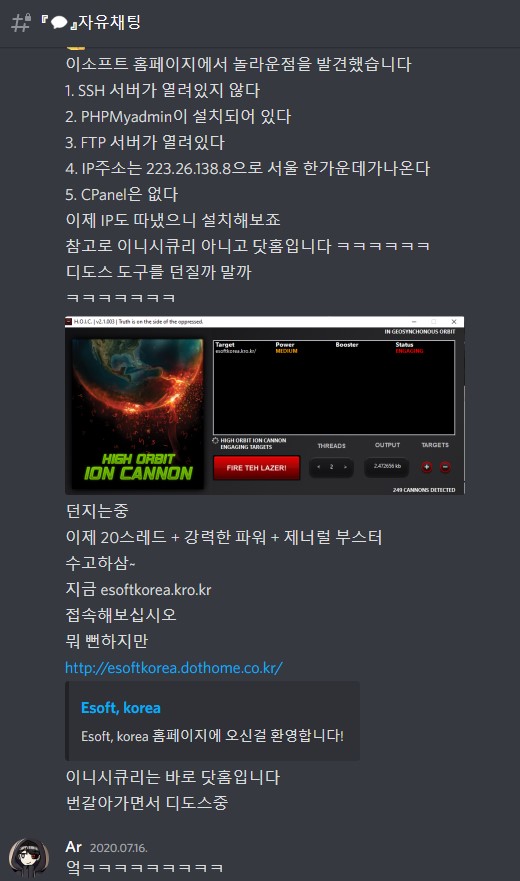 『💬』자유채팅
이소프트 홈페이지에서 놀라운점을 발견했습니다
1. SSH 서버가 열려있지 않다
2. PHPMyadmin이 설치되어 있다
3. FTP 서버가 열려있다
4. IP주소는 223.26.138.8으로 서울 한가운데가나온다
5. CPanel은 없다
이제 IP도 따냈으니 설치해보죠
참고로 이니시큐리 아니고 닷홈입니다 ㅋㅋㅋㅋㅋㅋ
디도스 도구를 던질까 말까
ㅋㅋㅋㅋㅋㅋㅋ
H.O.I.C. | v2.1.003 | Truth is on the side of the oppressed.
IN GEOSYNCHONOUS ORBIT
Target Power Booster Status
esoftkorea.kro.kr/ MEDIUM ENGAGING
HIGH ORBIT
ION CANNON
HIGH ORBIT ION CANNON
ENGAGING TARGETS
THREADS OUTPUT TARGETS
FIRE TEH LAZER!
< 2 >
2.472656 kb
+ −
249 CANNONS DETECTED
던지는중
이제 20스레드 + 강력한 파워 + 제너럴 부스터
수고하삼~
지금 esoftkorea.kro.kr
접속해보십시오
뭐 뻔하지만
http://esoftkorea.dothome.co.kr/
Esoft, korea
Esoft, korea 홈페이지에 오신걸 환영합니다!
이니시큐리는 바로 닷홈입니다
번갈아가면서 디도스중
Ar 2020.07.16.
엌ㅋㅋㅋㅋㅋㅋㅋㅋㅋ